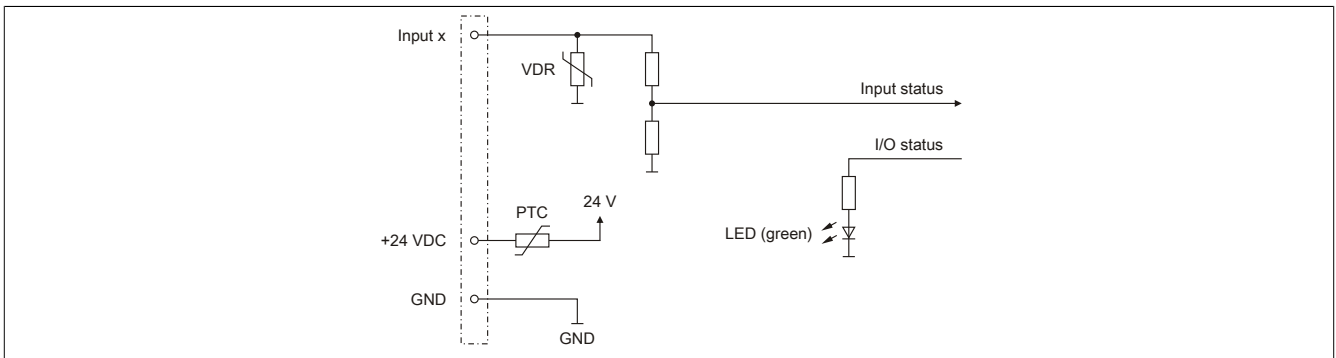 Input x
VDR
Input status
I/O status
24 V
PTC
+24 VDC
LED (green)
GND
GND